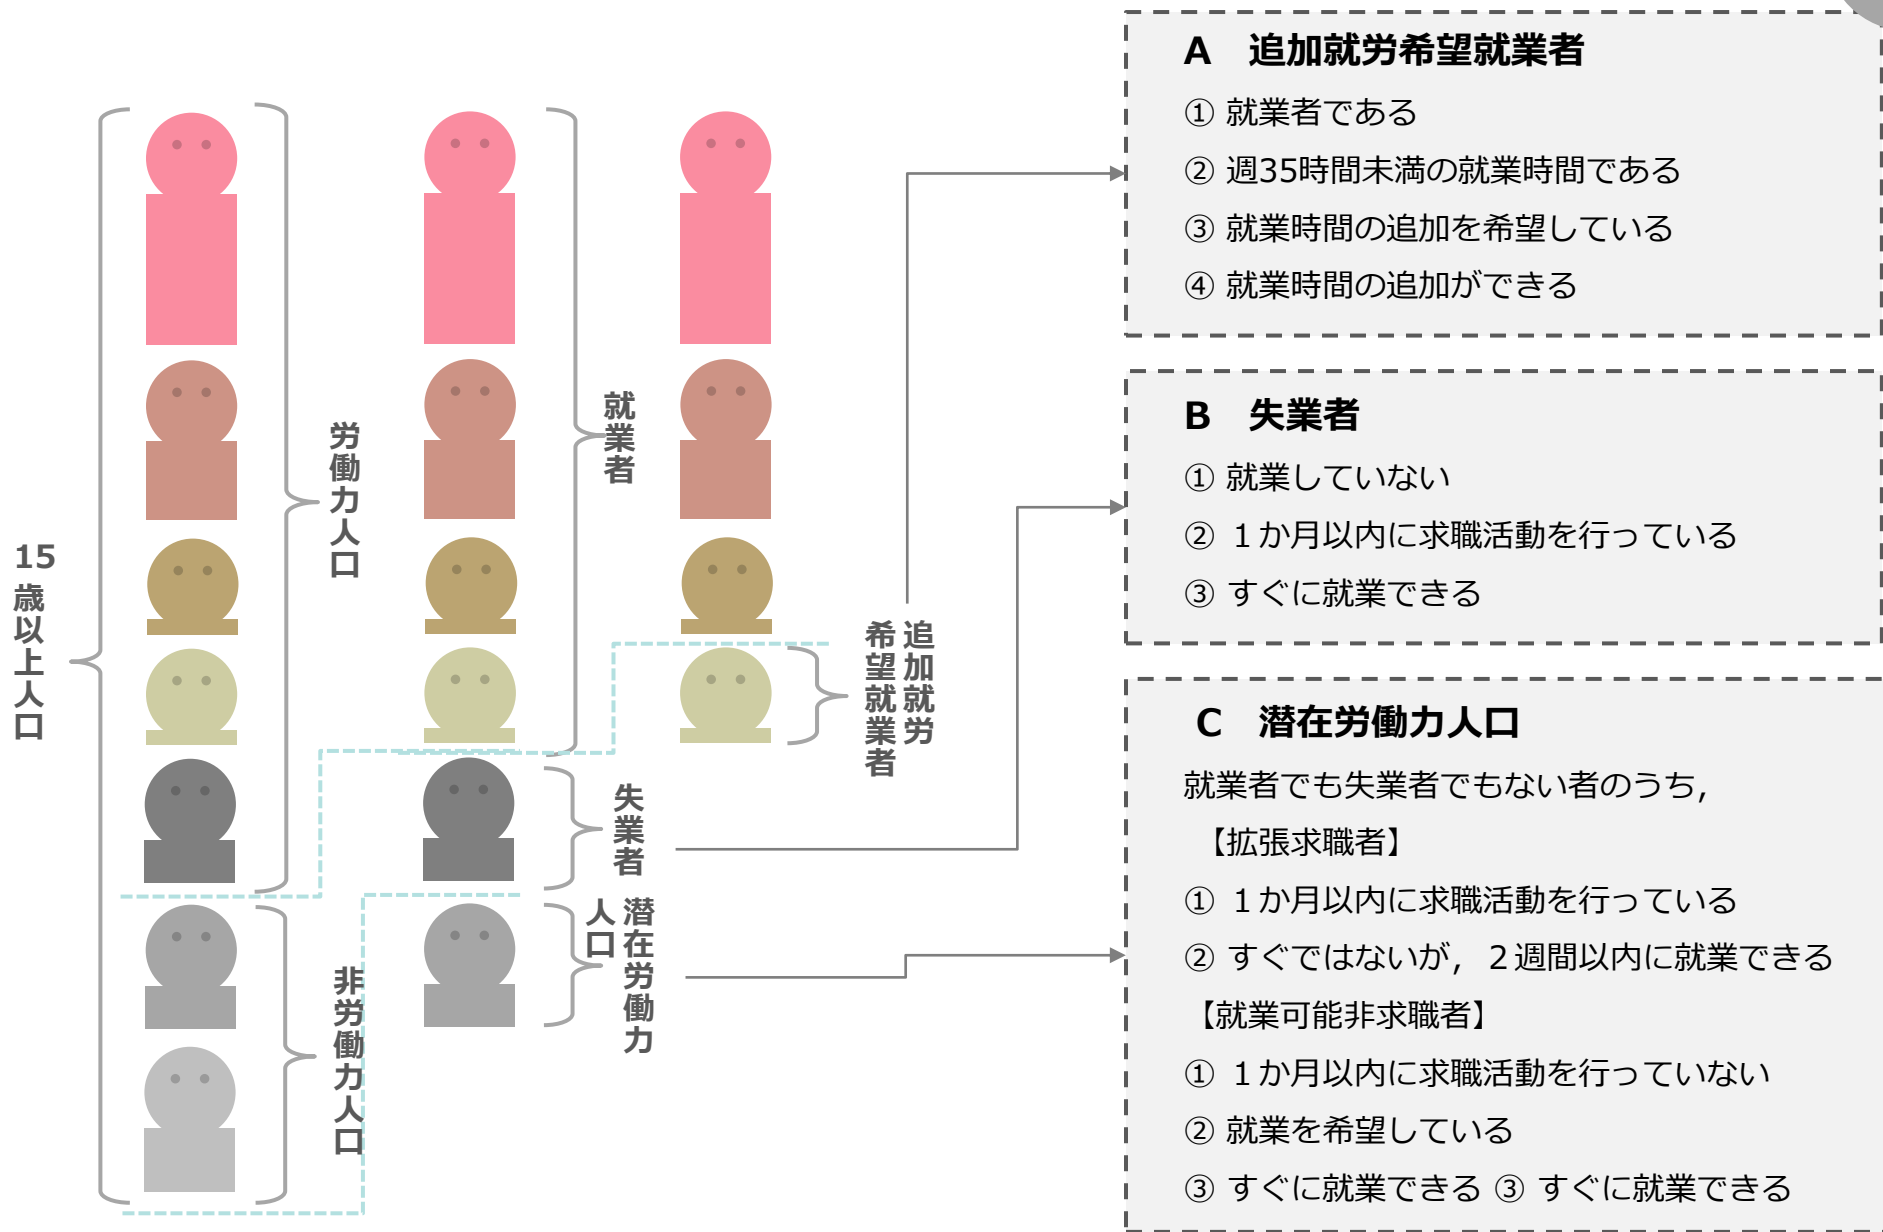 15歳以上人口
労働力人口
非労働力人口
就業者
失業者
潜在労働力
人口
追加就労
希望就業者
A 追加就労希望就業者
① 就業者である
② 週35時間未満の就業時間である
③ 就業時間の追加を希望している
④ 就業時間の追加ができる
B 失業者
① 就業していない
② １か月以内に求職活動を行っている
③ すぐに就業できる
C 潜在労働力人口
就業者でも失業者でもない者のうち，
【拡張求職者】
① １か月以内に求職活動を行っている
② すぐではないが，２週間以内に就業できる
【就業可能非求職者】
① １か月以内に求職活動を行っていない
② 就業を希望している
③ すぐに就業できる ③ すぐに就業できる